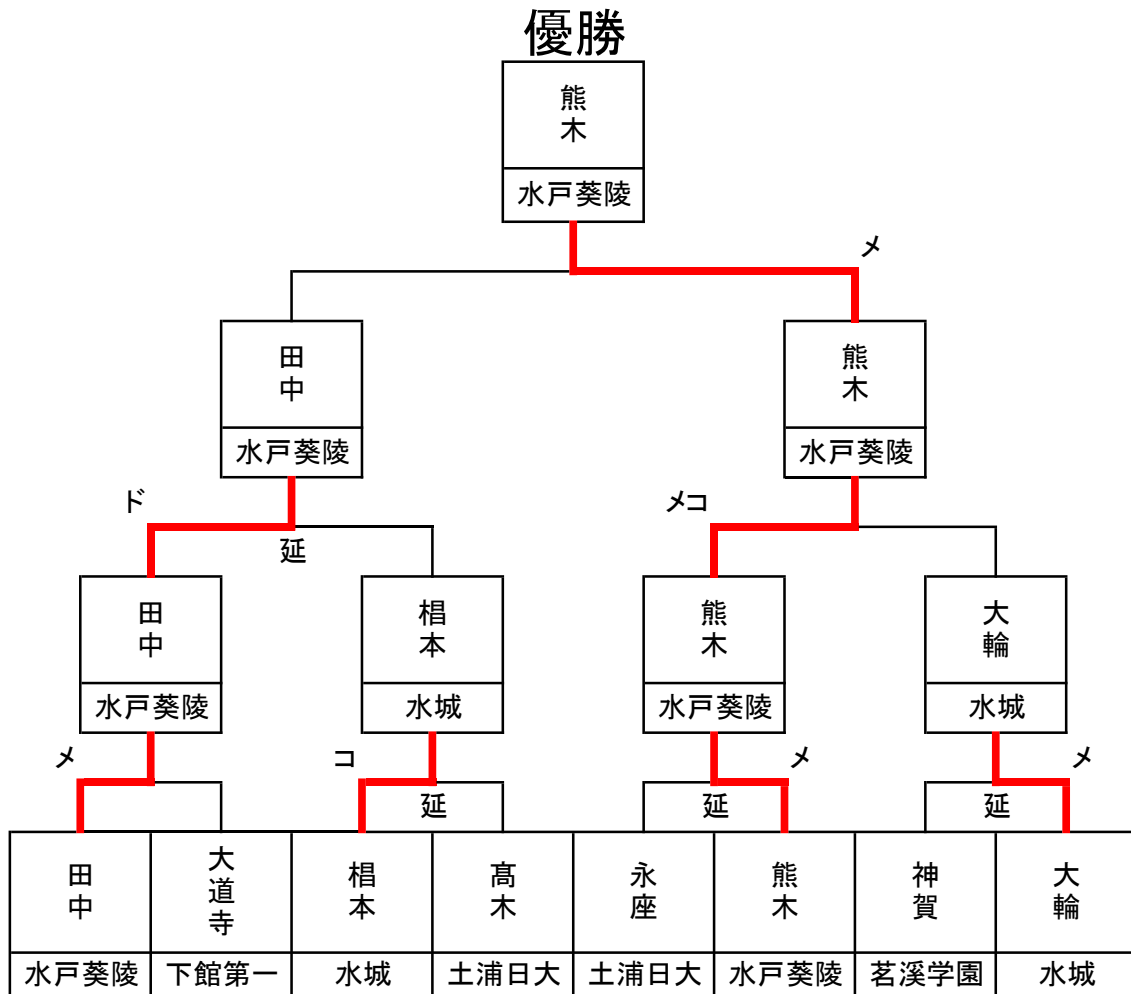 優勝
熊木
水戸葵陵
メ
田中
熊木
水戸葵陵
水戸葵陵
ド
メコ
延
田中
椙本
熊木
大輪
水戸葵陵
水城
水戸葵陵
水城
メ
コ
メ
メ
延
延
延
田中
大道寺
椙本
髙木
永座
熊木
神賀
大輪
水戸葵陵
下館第一
水城
土浦日大
土浦日大
水戸葵陵
茗溪学園
水城